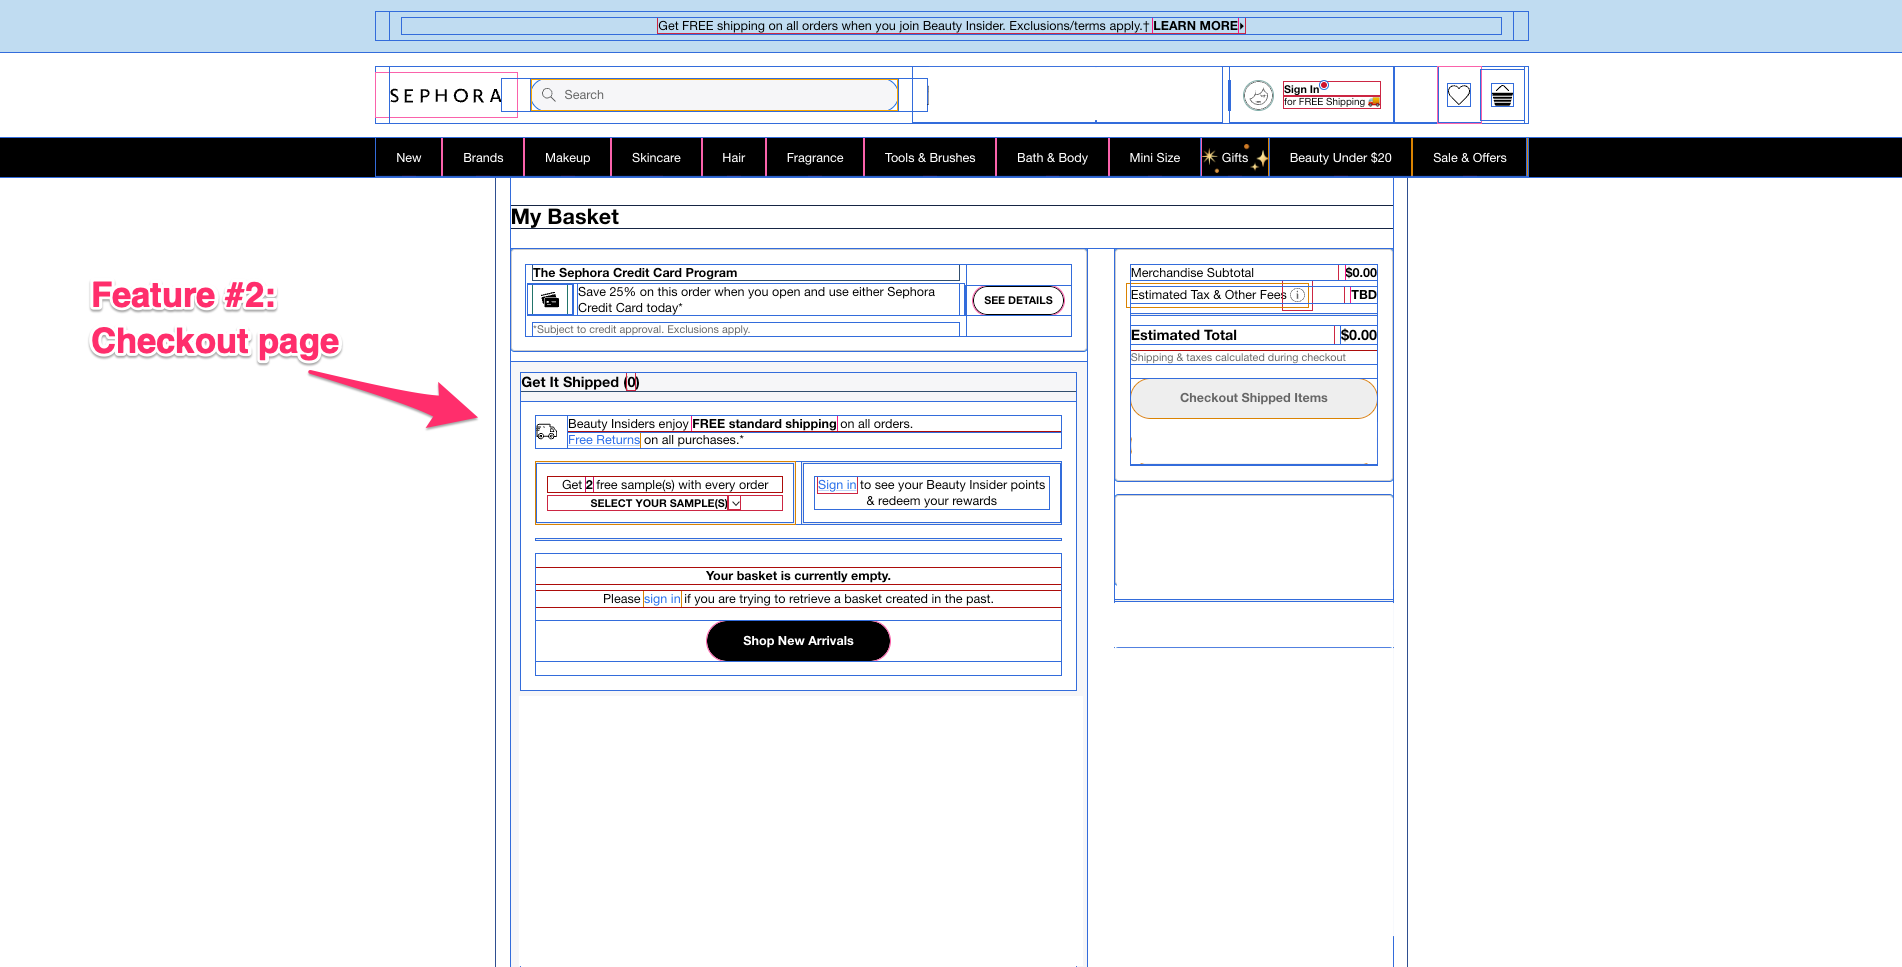 Get FREE shipping on all orders when you join Beauty Insider. Exclusions/terms apply.† LEARN MORE
SEPHORA
Search
Sign In
for FREE Shipping 🚚
New
Brands
Makeup
Skincare
Hair
Fragrance
Tools & Brushes
Bath & Body
Mini Size
Gifts
Beauty Under $20
Sale & Offers
My Basket
Feature #2:
Checkout page
The Sephora Credit Card Program
Save 25% on this order when you open and use either Sephora
Credit Card today*
SEE DETAILS
*Subject to credit approval. Exclusions apply.
Get It Shipped (0)
Beauty Insiders enjoy FREE standard shipping on all orders.
Free Returns on all purchases.*
Get 2 free sample(s) with every order
SELECT YOUR SAMPLE(S)
Sign in to see your Beauty Insider points
& redeem your rewards
Your basket is currently empty.
Please sign in if you are trying to retrieve a basket created in the past.
Shop New Arrivals
Merchandise Subtotal $0.00
Estimated Tax & Other Fees TBD
Estimated Total $0.00
Shipping & taxes calculated during checkout
Checkout Shipped Items